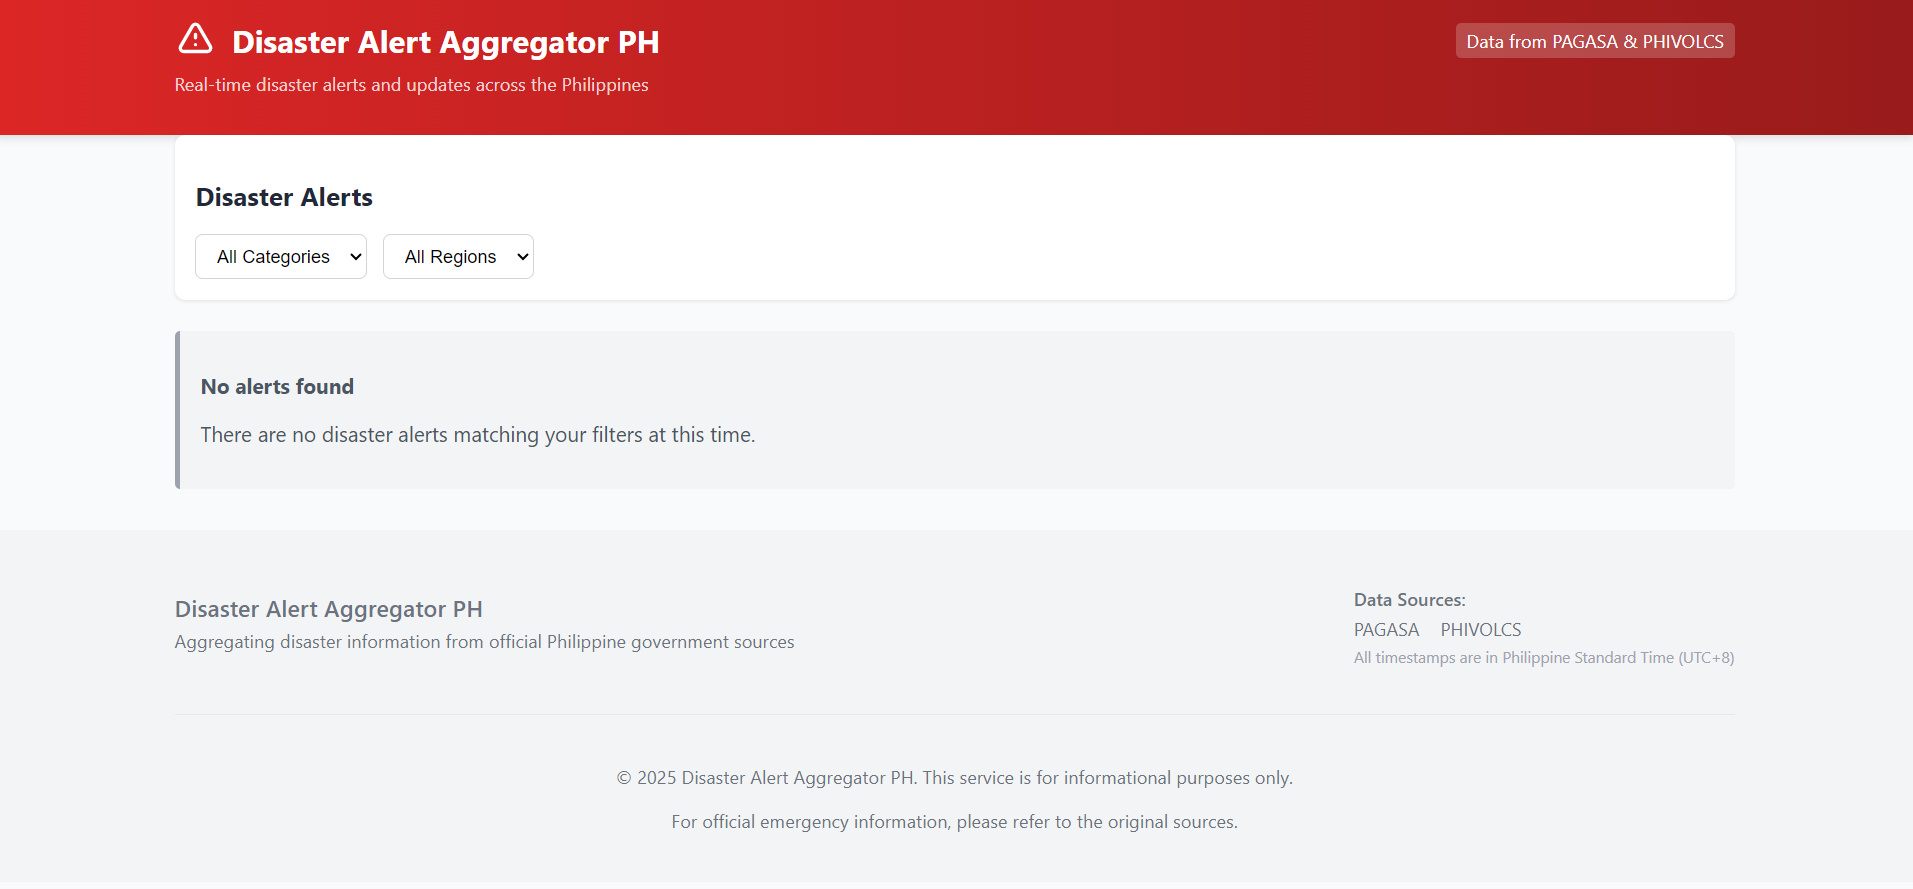 Disaster Alert Aggregator PH
Data from PAGASA & PHIVOLCS
Real-time disaster alerts and updates across the Philippines
Disaster Alerts
All Categories
All Regions
No alerts found
There are no disaster alerts matching your filters at this time.
Disaster Alert Aggregator PH
Aggregating disaster information from official Philippine government sources
Data Sources:
PAGASA PHIVOLCS
All timestamps are in Philippine Standard Time (UTC+8)
© 2025 Disaster Alert Aggregator PH. This service is for informational purposes only.
For official emergency information, please refer to the original sources.